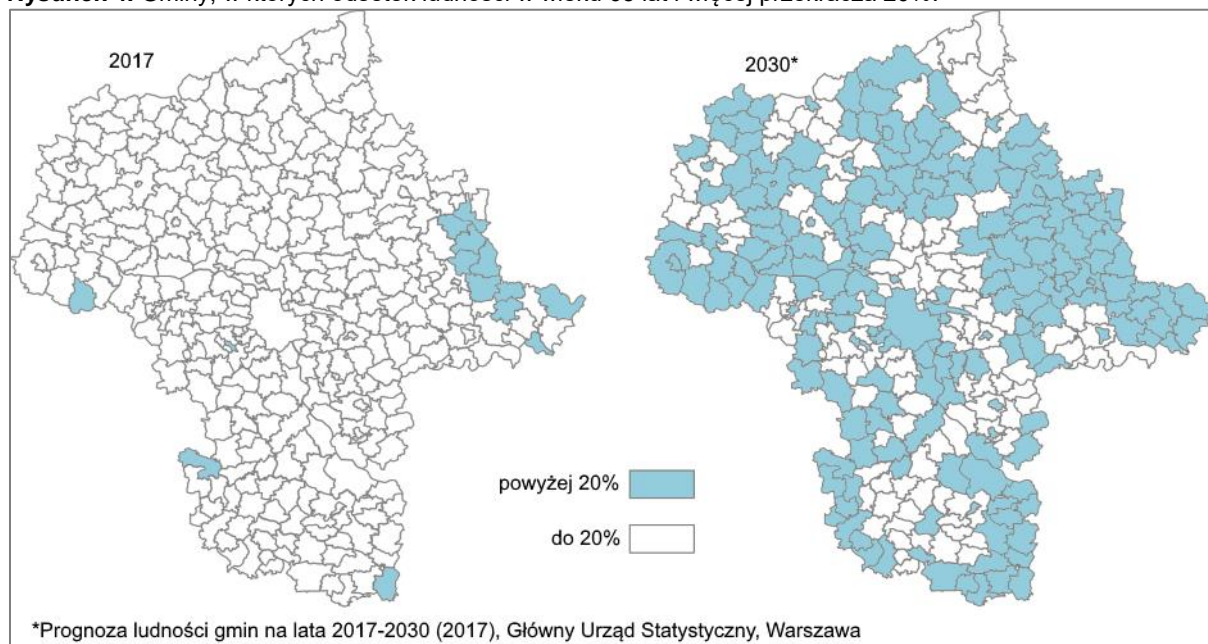 2017
2030*
powyżej 20%
do 20%
*Prognoza ludności gmin na lata 2017-2030 (2017), Główny Urząd Statystyczny, Warszawa